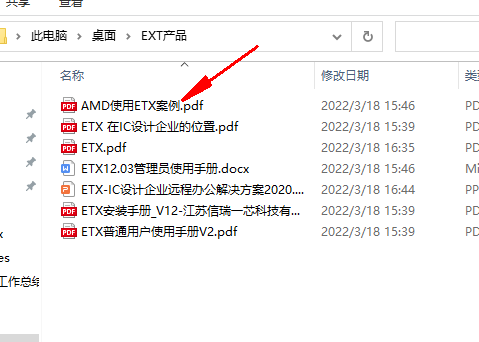 共享
查看
此电脑 > 桌面 > EXT产品
名称 修改日期 类
AMD使用ETX案例.pdf 2022/3/18 15:46 PD
ETX 在IC设计企业的位置.pdf 2022/3/18 15:39 PD
ETX.pdf 2022/3/18 16:35 PD
ETX12.03管理员使用手册.docx 2022/3/18 15:46 Mi
ETX-IC设计企业远程办公解决方案2020.... 2022/3/18 16:44 PP
ETX安装手册_V12-江苏信瑞一芯科技有... 2022/3/18 15:39 PD
ETX普通用户使用手册V2.pdf 2022/3/18 15:39 PD
x
es
工作总结